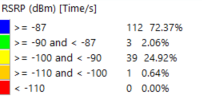 RSRP (dBm) [Time/s]
>= -87 112 72.37%
>= -90 and < -87 3 2.06%
>= -100 and < -90 39 24.92%
>= -110 and < -100 1 0.64%
< -110 0 0.00%